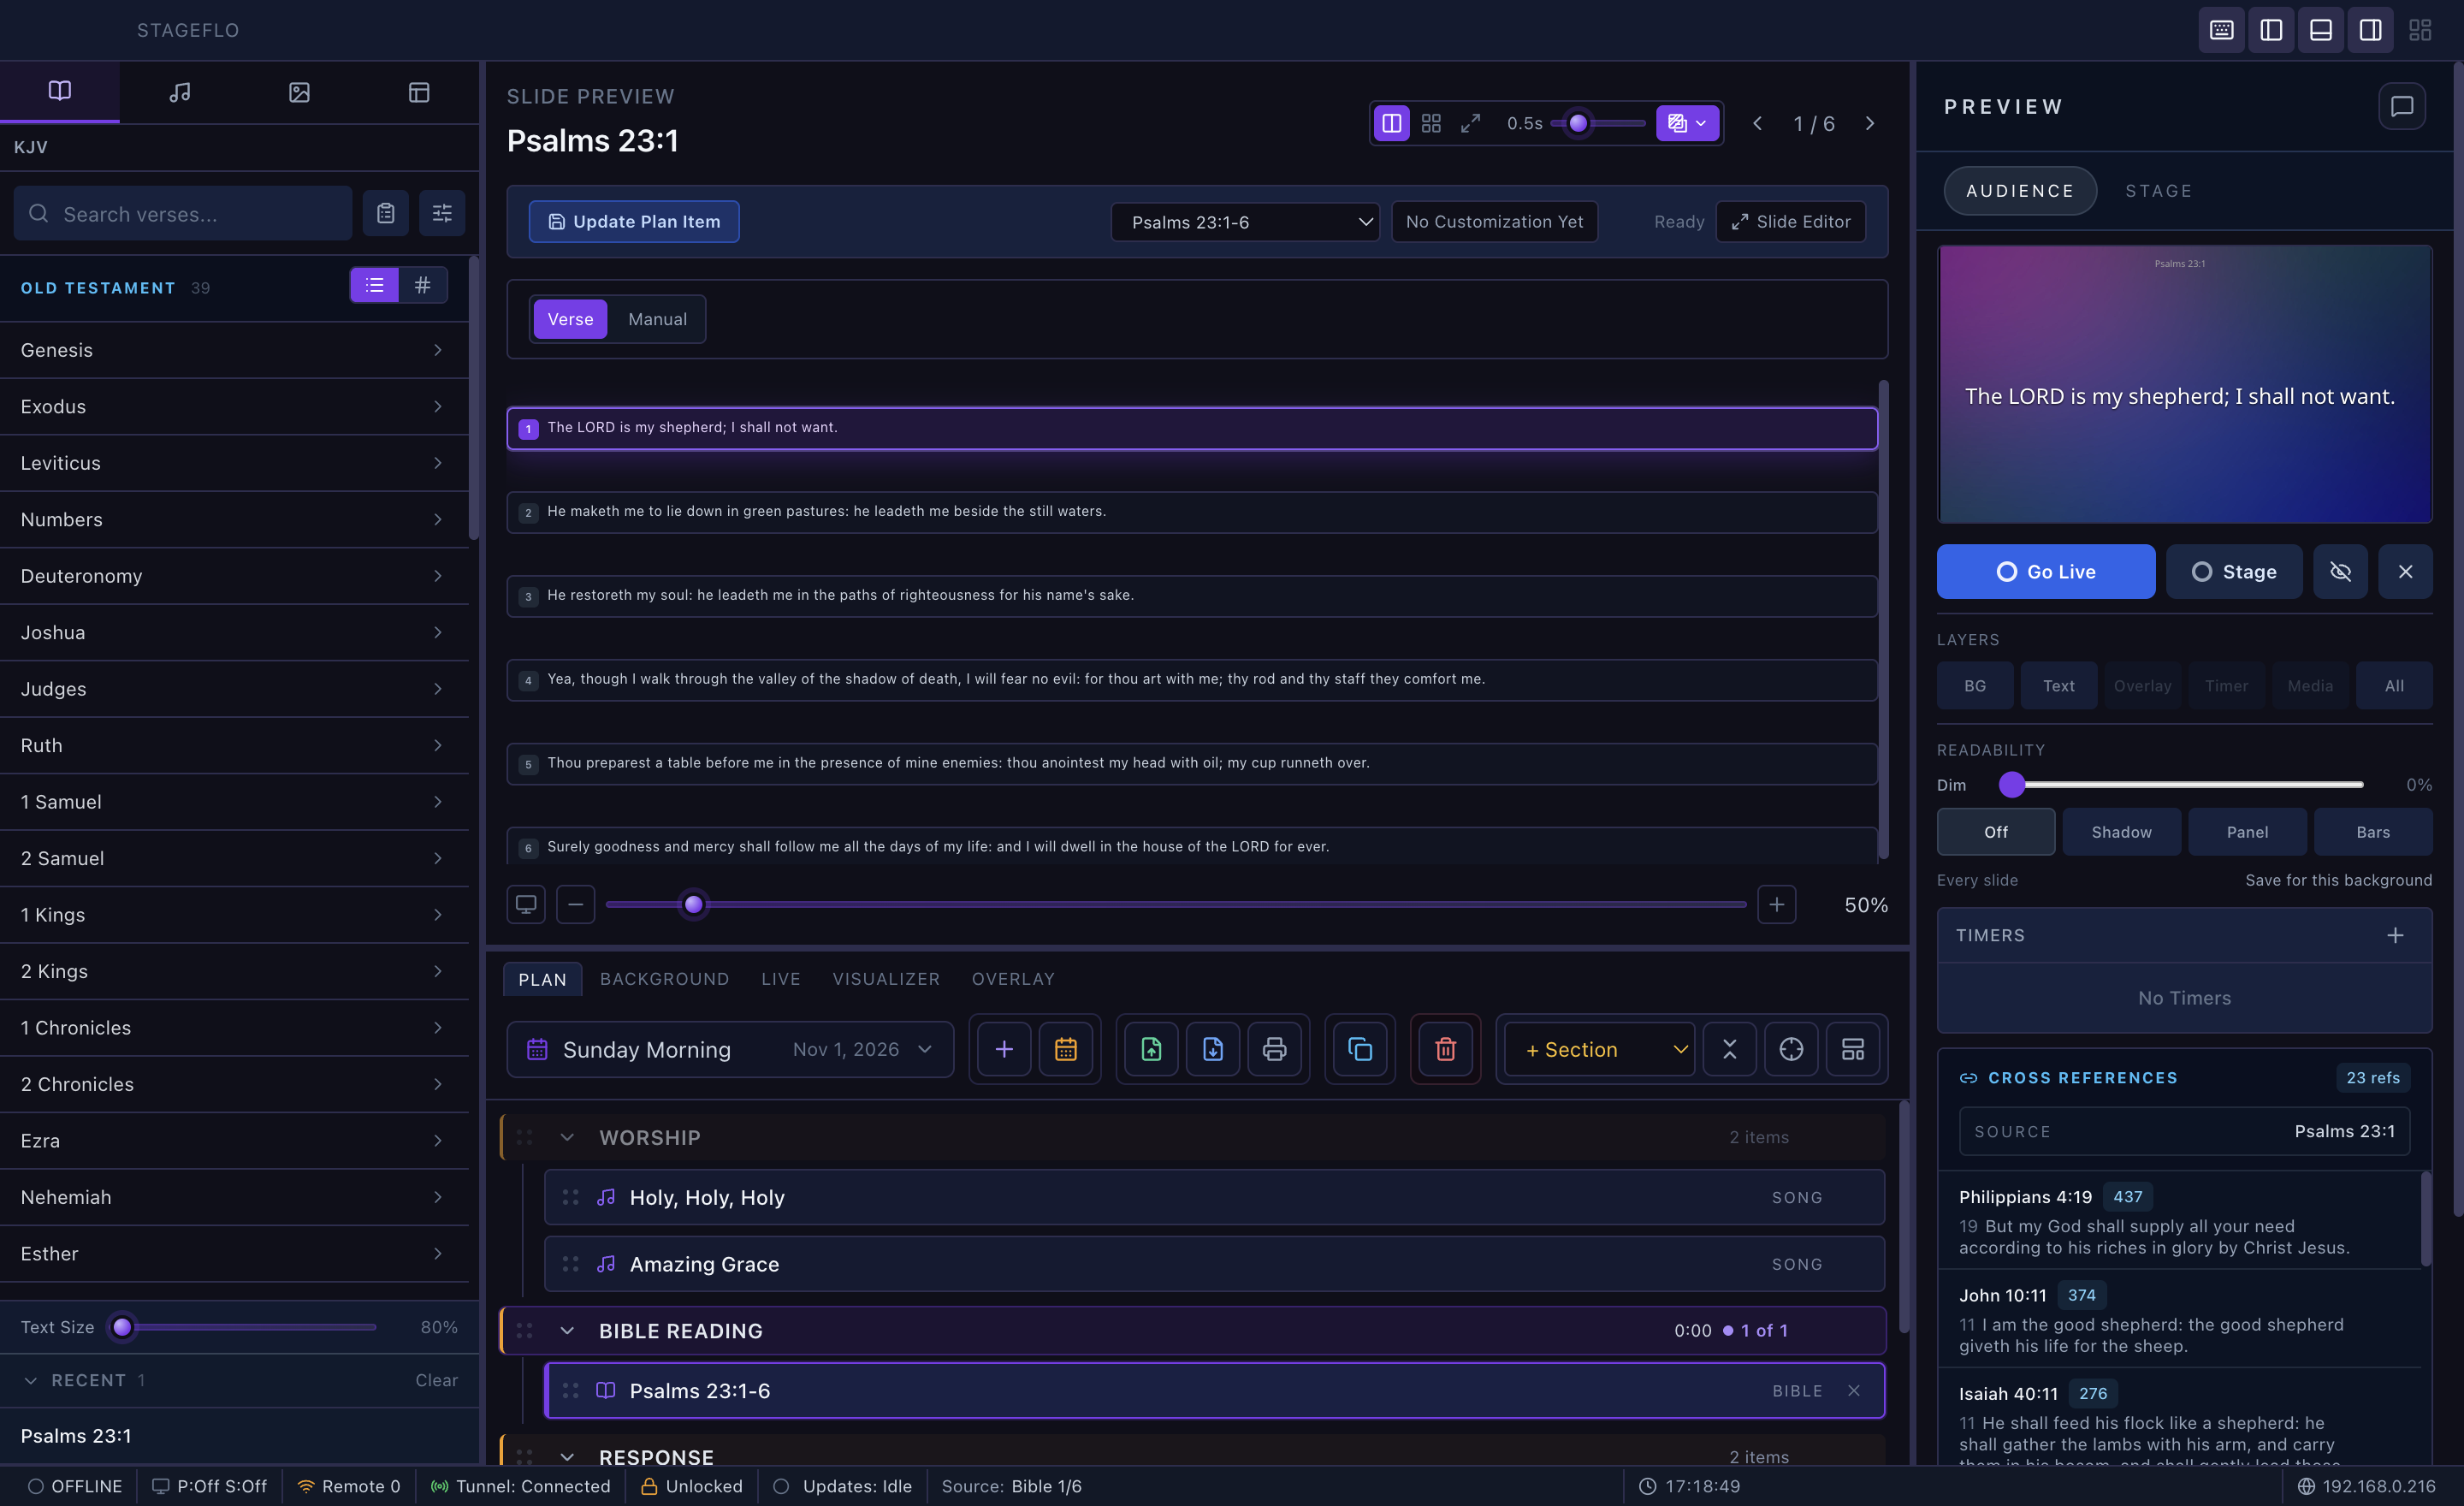 STAGEFLO
KJV
Search verses...
OLD TESTAMENT 39
Genesis
Exodus
Leviticus
Numbers
Deuteronomy
Joshua
Judges
Ruth
1 Samuel
2 Samuel
1 Kings
2 Kings
1 Chronicles
2 Chronicles
Ezra
Nehemiah
Esther
Text Size 80%
RECENT 1 Clear
Psalms 23:1
SLIDE PREVIEW
Psalms 23:1
0.5s
1 / 6
Update Plan Item
Psalms 23:1-6
No Customization Yet
Ready
Slide Editor
Verse Manual
1 The LORD is my shepherd; I shall not want.
2 He maketh me to lie down in green pastures: he leadeth me beside the still waters.
3 He restoreth my soul: he leadeth me in the paths of righteousness for his name's sake.
4 Yea, though I walk through the valley of the shadow of death, I will fear no evil: for thou art with me; thy rod and thy staff they comfort me.
5 Thou preparest a table before me in the presence of mine enemies: thou anointest my head with oil; my cup runneth over.
6 Surely goodness and mercy shall follow me all the days of my life: and I will dwell in the house of the LORD for ever.
50%
PLAN BACKGROUND LIVE VISUALIZER OVERLAY
Sunday Morning Nov 1, 2026
+ Section
WORSHIP 2 items
Holy, Holy, Holy SONG
Amazing Grace SONG
BIBLE READING 0:00 1 of 1
Psalms 23:1-6 BIBLE
RESPONSE 2 items
PREVIEW
AUDIENCE STAGE
Psalms 23:1
The LORD is my shepherd; I shall not want.
Go Live Stage
LAYERS
BG Text Overlay Timer Media All
READABILITY
Dim 0%
Off Shadow Panel Bars
Every slide Save for this background
TIMERS
No Timers
CROSS REFERENCES 23 refs
SOURCE Psalms 23:1
Philippians 4:19 437
19 But my God shall supply all your need
according to his riches in glory by Christ Jesus.
John 10:11 374
11 I am the good shepherd: the good shepherd
giveth his life for the sheep.
Isaiah 40:11 276
11 He shall feed his flock like a shepherd: he
shall gather the lambs with his arm, and carry
them in his bosom, and shall gently lead those
OFFLINE P:Off S:Off Remote 0 Tunnel: Connected Unlocked Updates: Idle Source: Bible 1/6 17:18:49 192.168.0.216